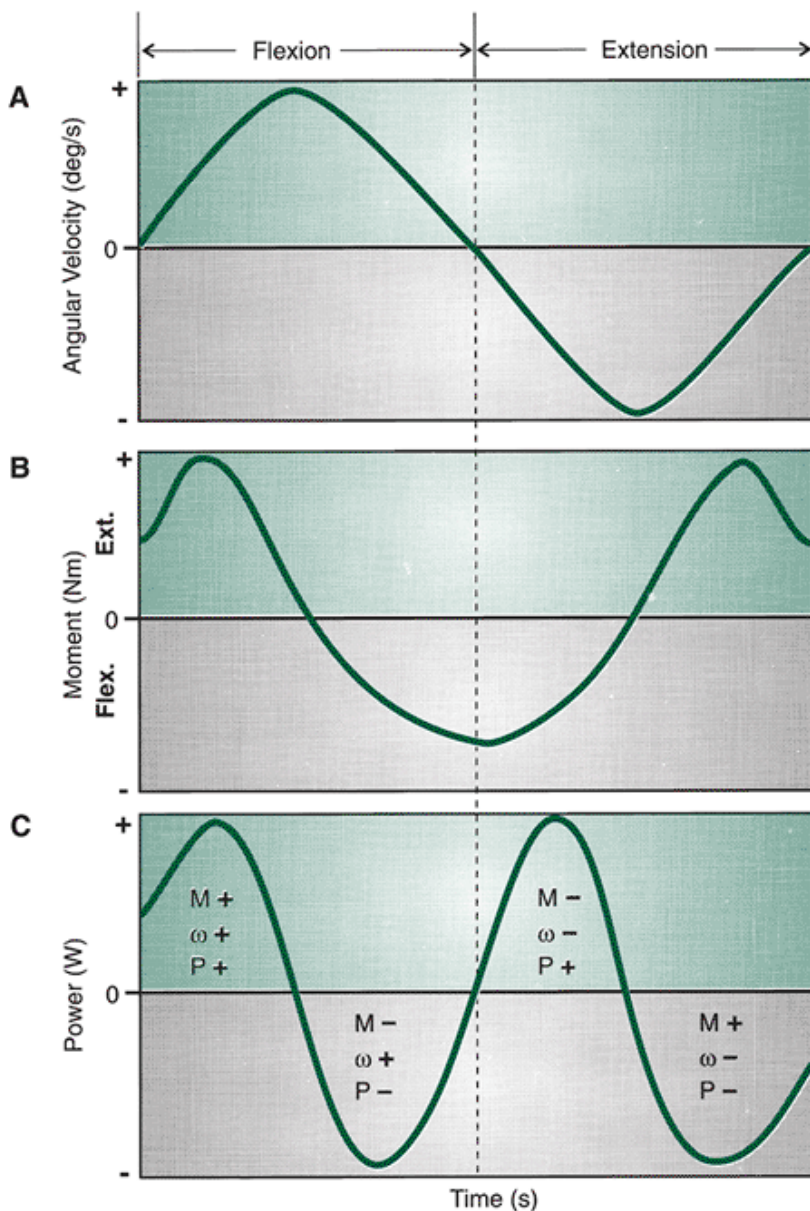 Flexion Extension
A
+
Angular Velocity (deg/s)
0
-
B
+
Ext.
Moment (Nm)
0
Flex.
-
C
+
M +
ω +
P +
M −
ω −
P +
Power (W)
0
M −
ω +
P −
M +
ω −
P −
-
Time (s)